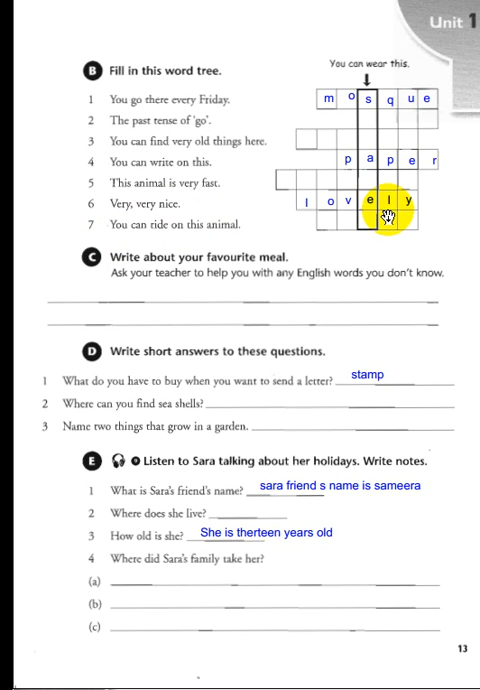 Unit 1
You can wear this.
B Fill in this word tree.
1 You go there every Friday.
m o s q u e
2 The past tense of 'go'.
3 You can find very old things here.
4 You can write on this.
p a p e r
5 This animal is very fast.
6 Very, very nice.
l o v e l y
7 You can ride on this animal.
C Write about your favourite meal.
Ask your teacher to help you with any English words you don't know.
D Write short answers to these questions.
1 What do you have to buy when you want to send a letter? stamp
2 Where can you find sea shells?
3 Name two things that grow in a garden.
E 9 Listen to Sara talking about her holidays. Write notes.
1 What is Sara's friend's name? sara friend s name is sameera
2 Where does she live?
3 How old is she? She is therteen years old
4 Where did Sara's family take her?
(a)
(b)
(c)
13